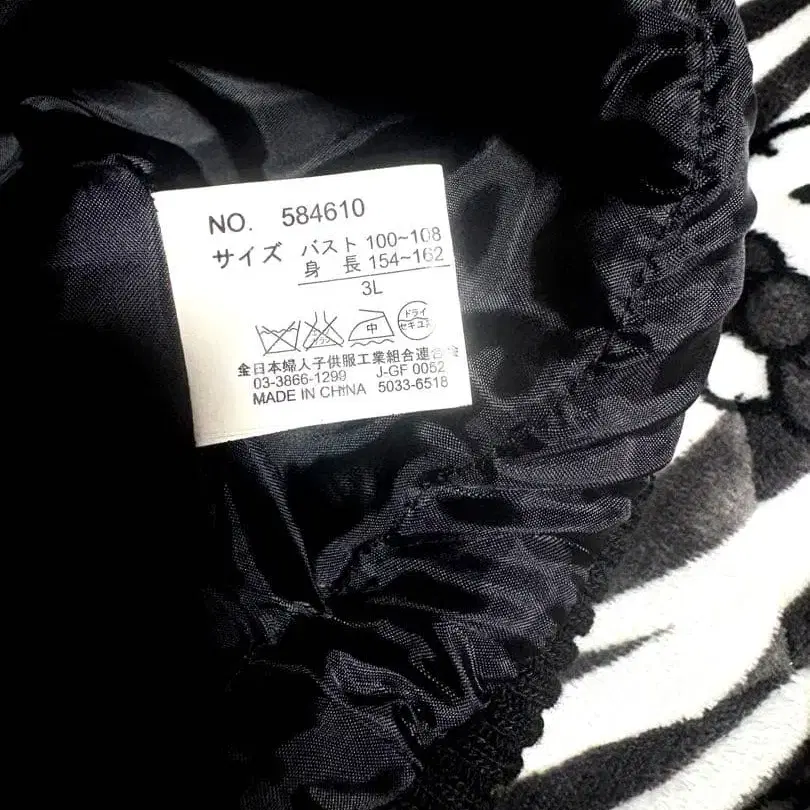 NO. 584610
サイズ バスト 100~108
身 長 154~162
3L
中 ドライ
セキユ系
全日本婦人子供服工業組合連合会
03-3866-1299 J-GF 0052
MADE IN CHINA 5033-6518